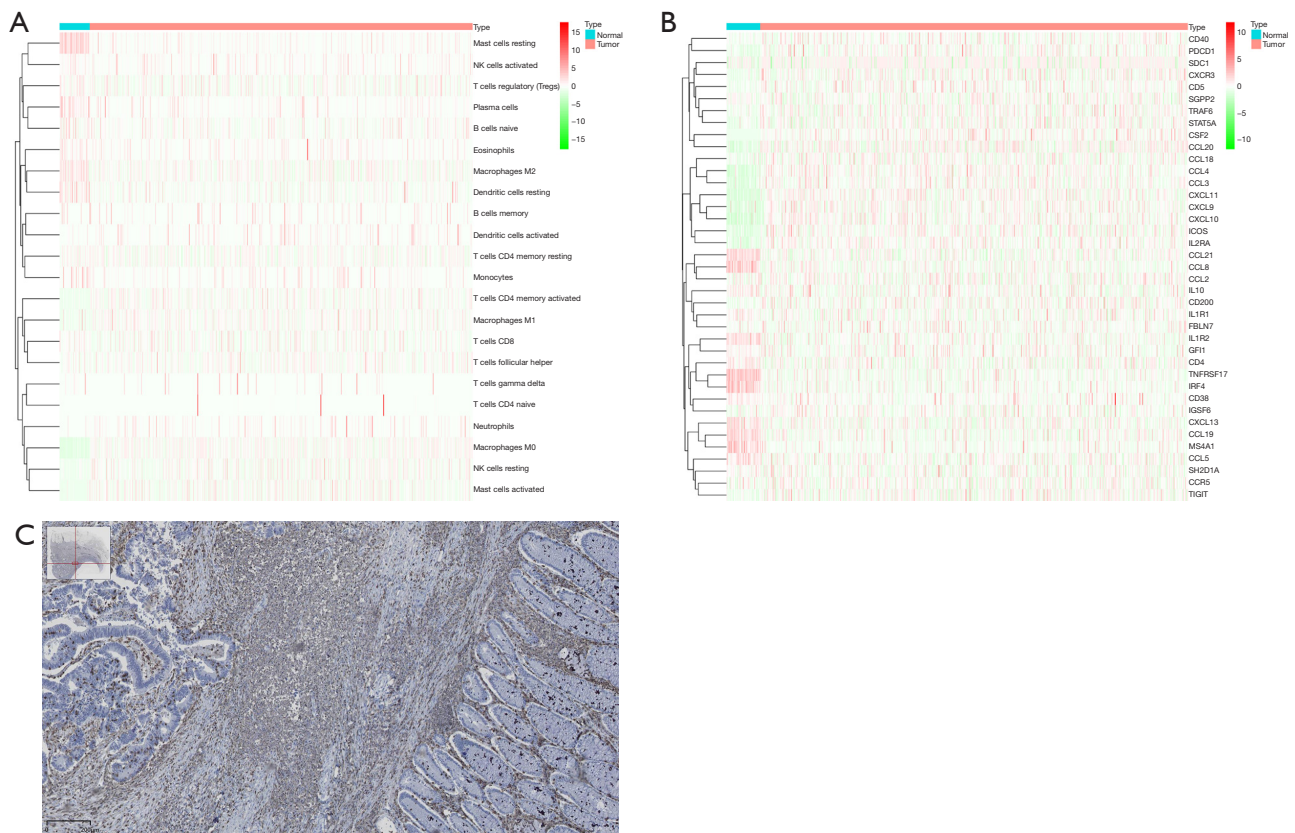 A
Type
Mast cells resting
NK cells activated
T cells regulatory (Tregs)
Plasma cells
B cells naive
Eosinophils
Macrophages M2
Dendritic cells resting
B cells memory
Dendritic cells activated
T cells CD4 memory resting
Monocytes
T cells CD4 memory activated
Macrophages M1
T cells CD8
T cells follicular helper
T cells gamma delta
T cells CD4 naive
Neutrophils
Macrophages M0
NK cells resting
Mast cells activated
15
10
5
0
−5
−10
−15
Type
Normal
Tumor
B
Type
CD40
PDCD1
SDC1
CXCR3
CD5
SGPP2
TRAF6
STAT5A
CSF2
CCL20
CCL18
CCL4
CCL3
CXCL11
CXCL9
CXCL10
ICOS
IL2RA
CCL21
CCL8
CCL2
IL10
CD200
IL1R1
FBLN7
IL1R2
GFI1
CD4
TNFRSF17
IRF4
CD38
IGSF6
CXCL13
CCL19
MS4A1
CCL5
SH2D1A
CCR5
TIGIT
10
5
0
−5
−10
Type
Normal
Tumor
C
0
200μm